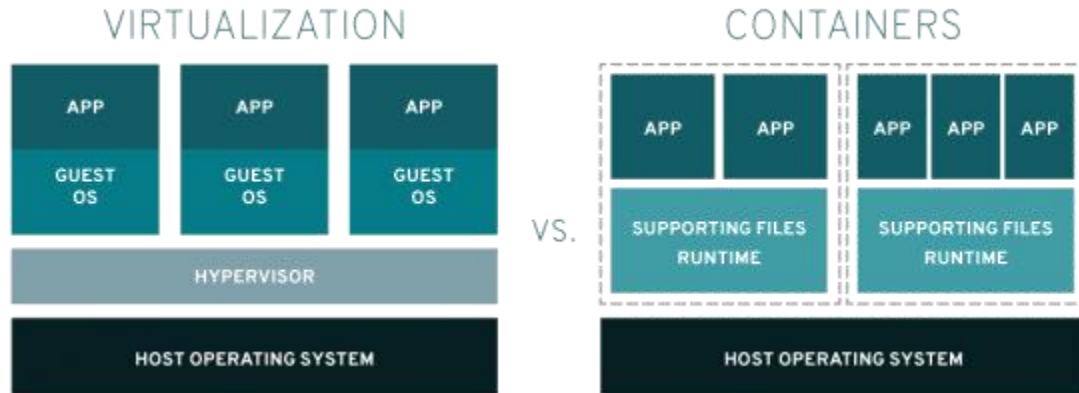 VIRTUALIZATION
APP
APP
APP
GUEST
OS
GUEST
OS
GUEST
OS
HYPERVISOR
HOST OPERATING SYSTEM
VS.
CONTAINERS
APP
APP
APP
APP
APP
SUPPORTING FILES
RUNTIME
SUPPORTING FILES
RUNTIME
HOST OPERATING SYSTEM